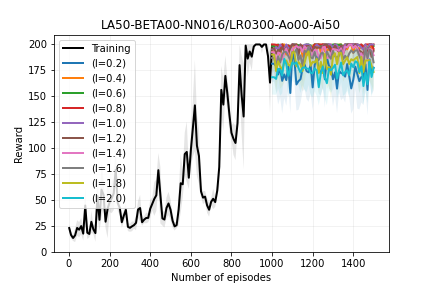 LA50-BETA00-NN016/LR0300-Ao00-Ai50
200
175
150
125
100
75
50
25
0
Reward
Training
(l=0.2)
(l=0.4)
(l=0.6)
(l=0.8)
(l=1.0)
(l=1.2)
(l=1.4)
(l=1.6)
(l=1.8)
(l=2.0)
0 200 400 600 800 1000 1200 1400
Number of episodes